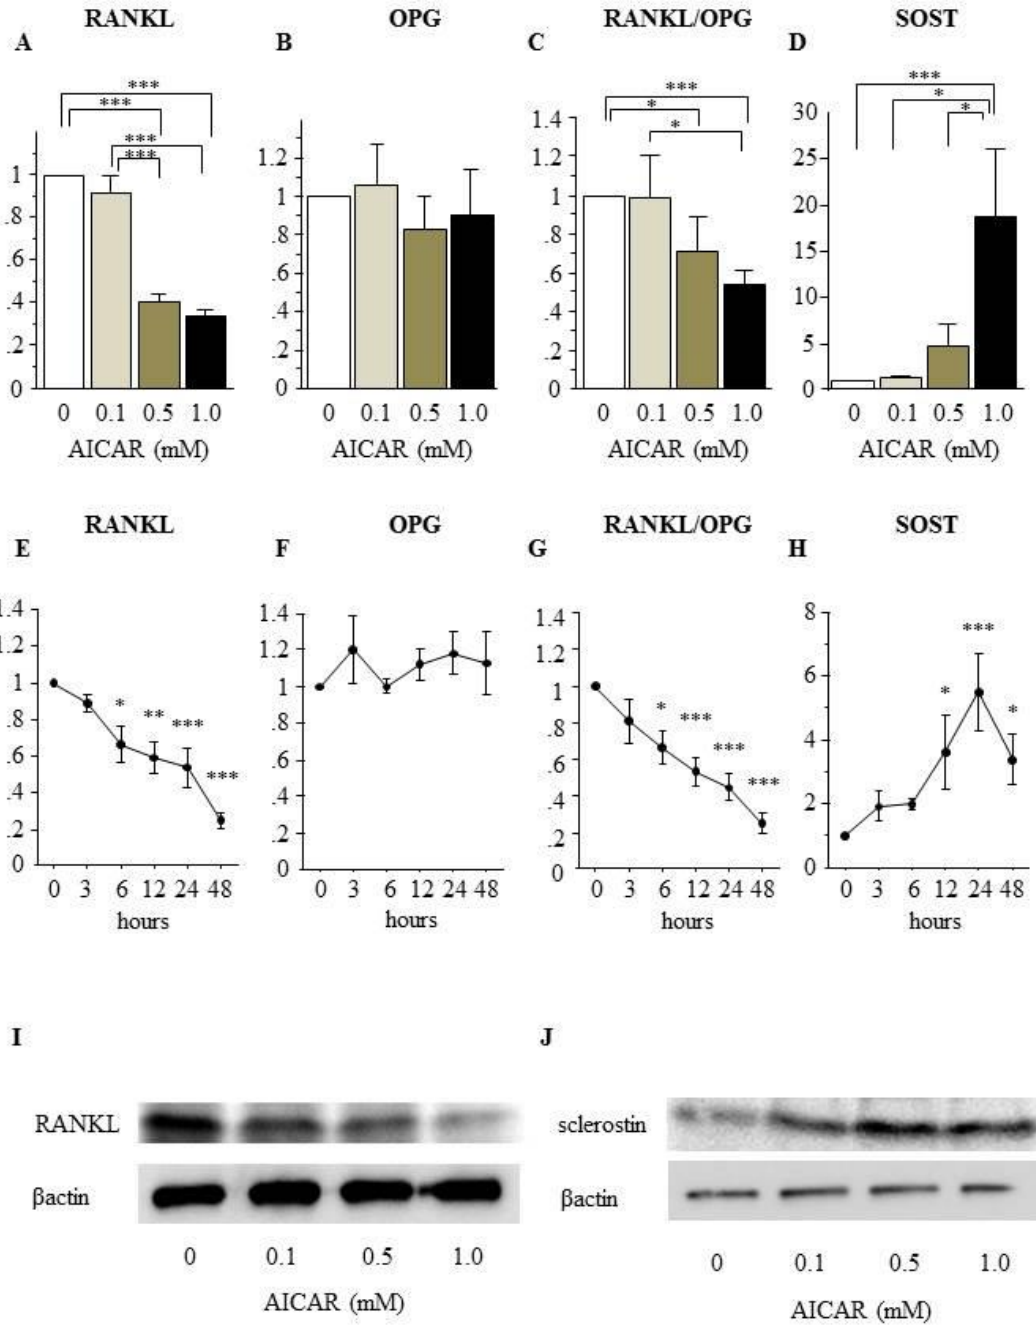 RANKL OPG RANKL/OPG SOST
A B C D
*** *** *** *
*** * *
*** * *
***
1.4 30
1.2 1.2 25
1 1 1 20
.8 .8 .8 15
.6 .6 .6 10
.4 .4 .4 5
.2 .2 .2
0 0 0 0
0 0.1 0.5 1.0 0 0.1 0.5 1.0 0 0.1 0.5 1.0 0 0.1 0.5 1.0
AICAR (mM) AICAR (mM) AICAR (mM) AICAR (mM)
RANKL OPG RANKL/OPG SOST
E F G H
1.4 1.4 1.4 8
1.2 1.2 1.2 6
1 1 1 4
.8 .8 .8 2
.6 .6 .6 0
.4 .4 .4
.2 .2 .2
0 0 0
* ** *** *** * *** *** *** * *** *
0 3 6 12 24 48 0 3 6 12 24 48 0 3 6 12 24 48 0 3 6 12 24 48
hours hours hours hours
I J
RANKL sclerostin
βactin βactin
0 0.1 0.5 1.0 0 0.1 0.5 1.0
AICAR (mM) AICAR (mM)